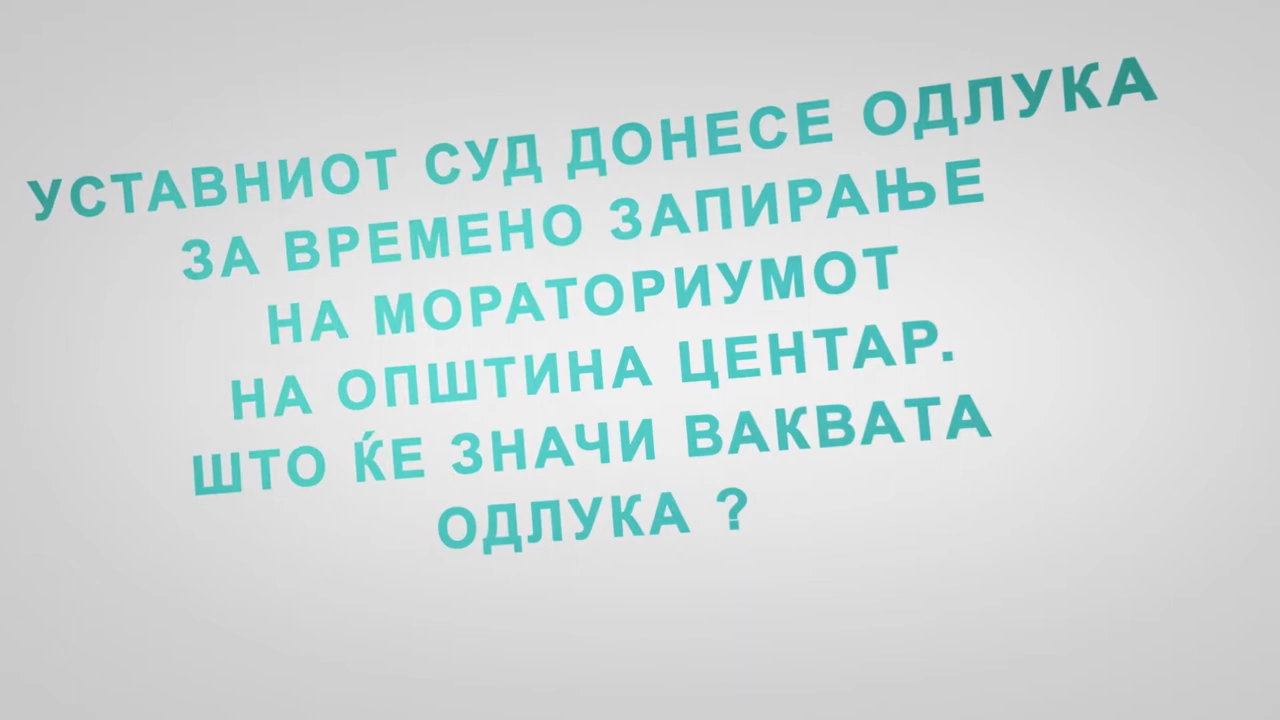 УСТАВНИОТ СУД ДОНЕСЕ ОДЛУКА
ЗА ВРЕМЕНО ЗАПИРАЊЕ
НА МОРАТОРИУМОТ
НА ОПШТИНА ЦЕНТАР.
ШТО ЌЕ ЗНАЧИ ВАКВАТА
ОДЛУКА ?